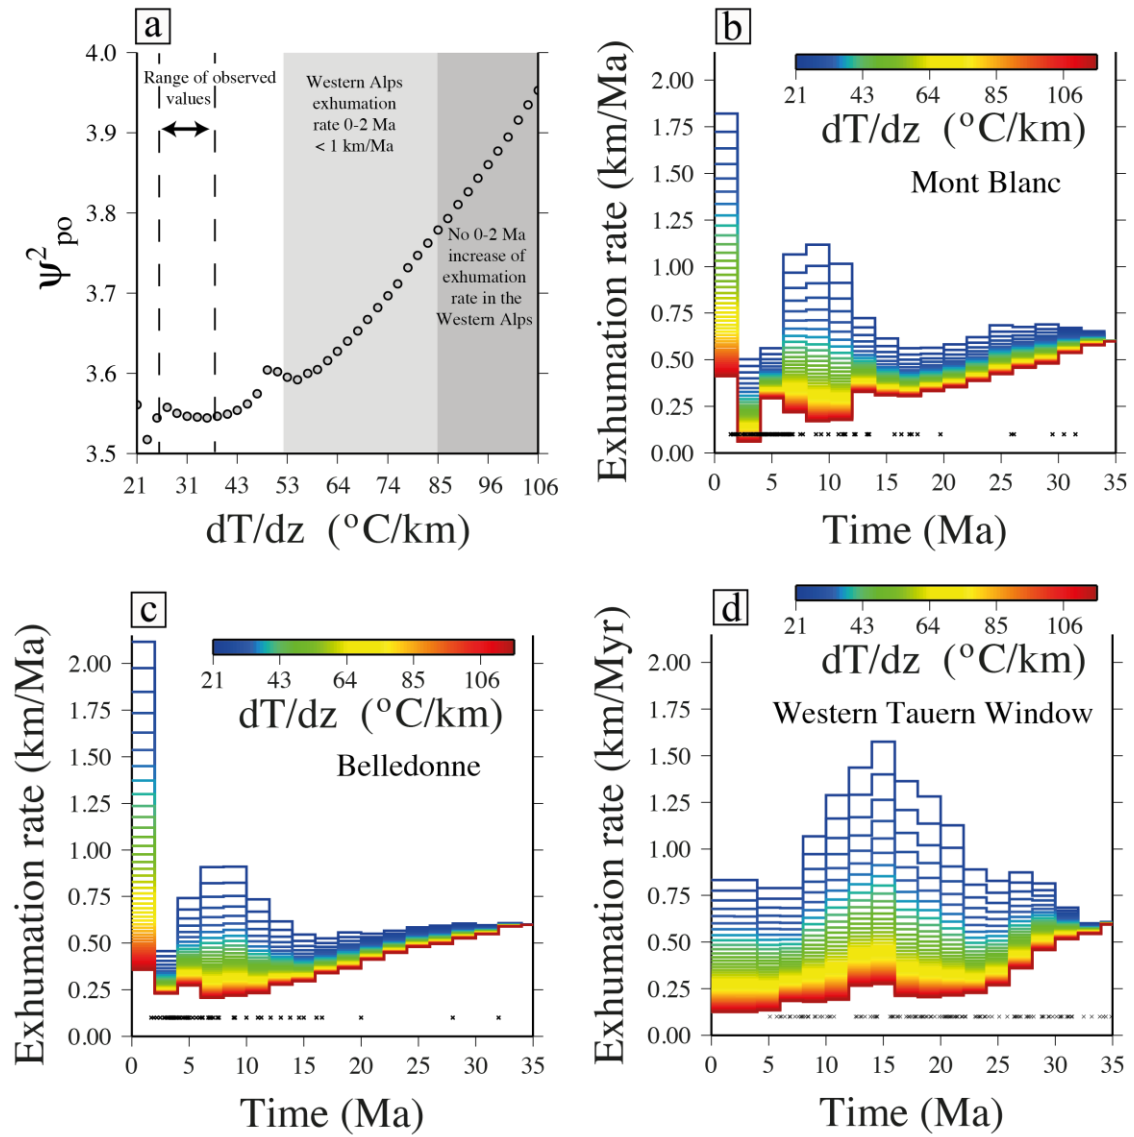 a
4.0
3.9
3.8
3.7
3.6
3.5
ψ²po
Range of observed
values
Western Alps
exhumation
rate 0-2 Ma
< 1 km/Ma
No 0-2 Ma
increase of
exhumation
rate in the
Western Alps
21 31 43 53 64 74 85 96 106
dT/dz (°C/km)
b
21 43 64 85 106
dT/dz (°C/km)
Mont Blanc
Exhumation rate (km/Ma)
2.00
1.75
1.50
1.25
1.00
0.75
0.50
0.25
0.00
0 5 10 15 20 25 30 35
Time (Ma)
c
21 43 64 85 106
dT/dz (°C/km)
Belledonne
Exhumation rate (km/Ma)
2.00
1.75
1.50
1.25
1.00
0.75
0.50
0.25
0.00
0 5 10 15 20 25 30 35
Time (Ma)
d
21 43 64 85 106
dT/dz (°C/km)
Western Tauern Window
Exhumation rate (km/Myr)
2.00
1.75
1.50
1.25
1.00
0.75
0.50
0.25
0.00
0 5 10 15 20 25 30 35
Time (Ma)